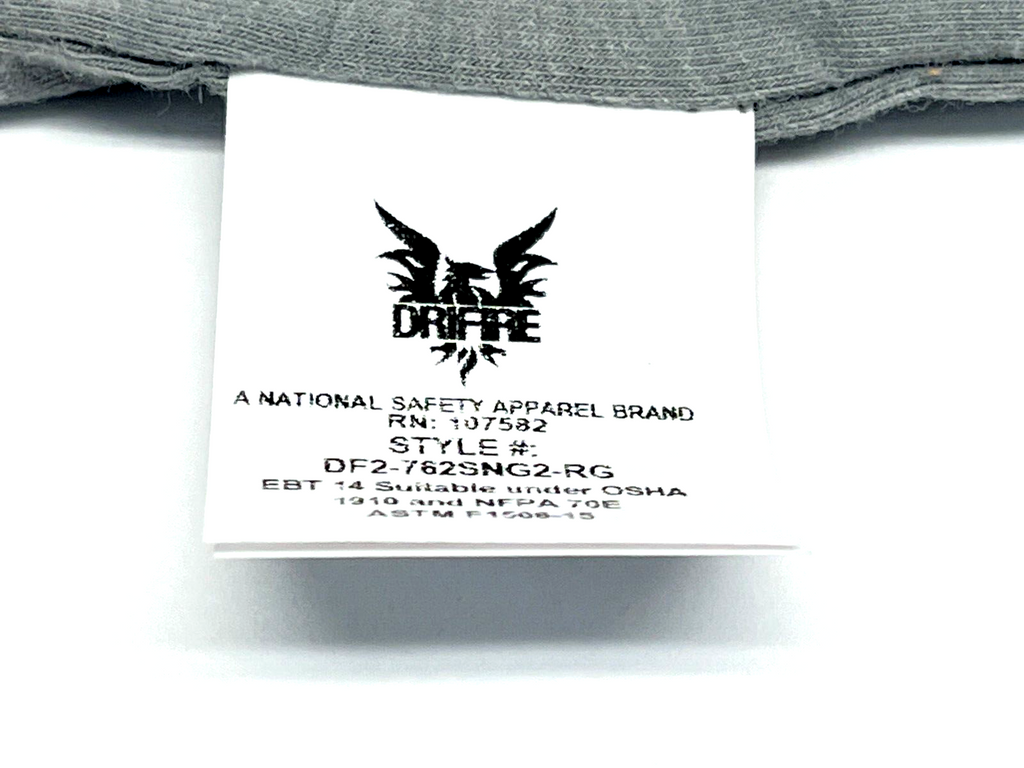 DRIFIRE
A NATIONAL SAFETY APPAREL BRAND
RN: 107582
STYLE #:
DF2-762SNG2-RG
EBT 14 Suitable under OSHA
1910 and NFPA 70E
ASTM F1506-15